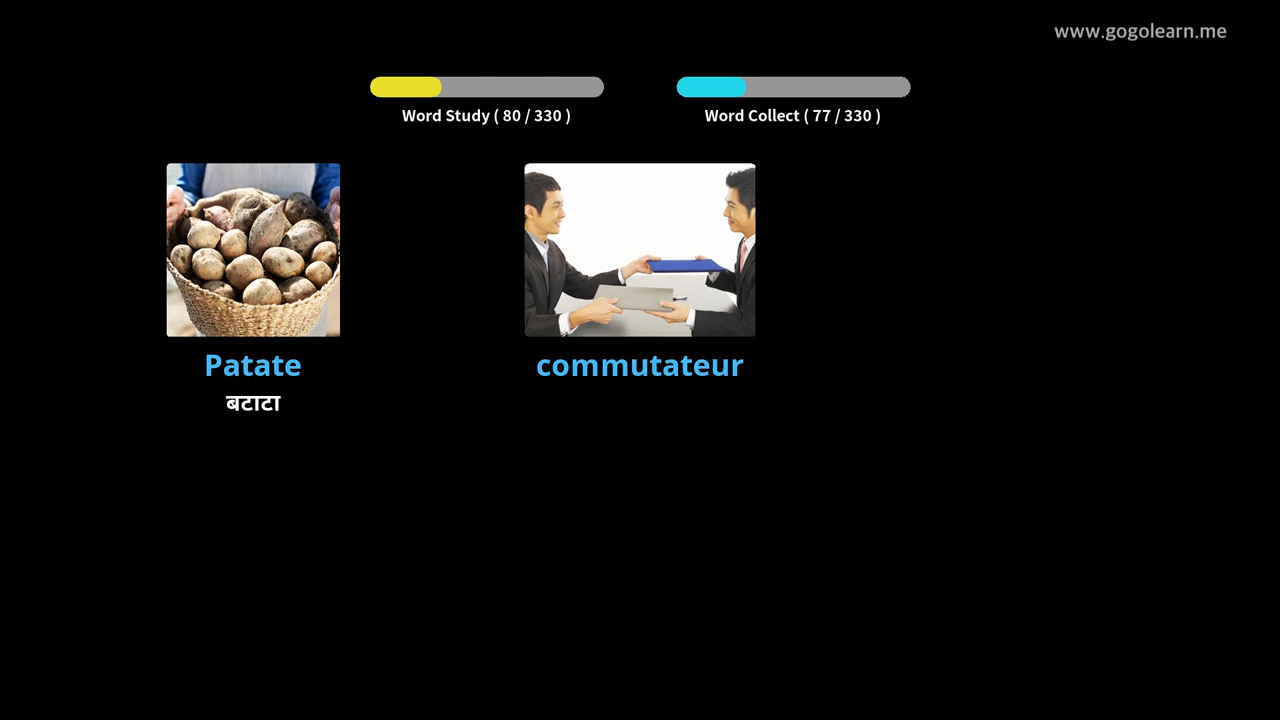 www.gogolearn.me
Word Study ( 80 / 330 )
Word Collect ( 77 / 330 )
Patate
commutateur
बटाटा